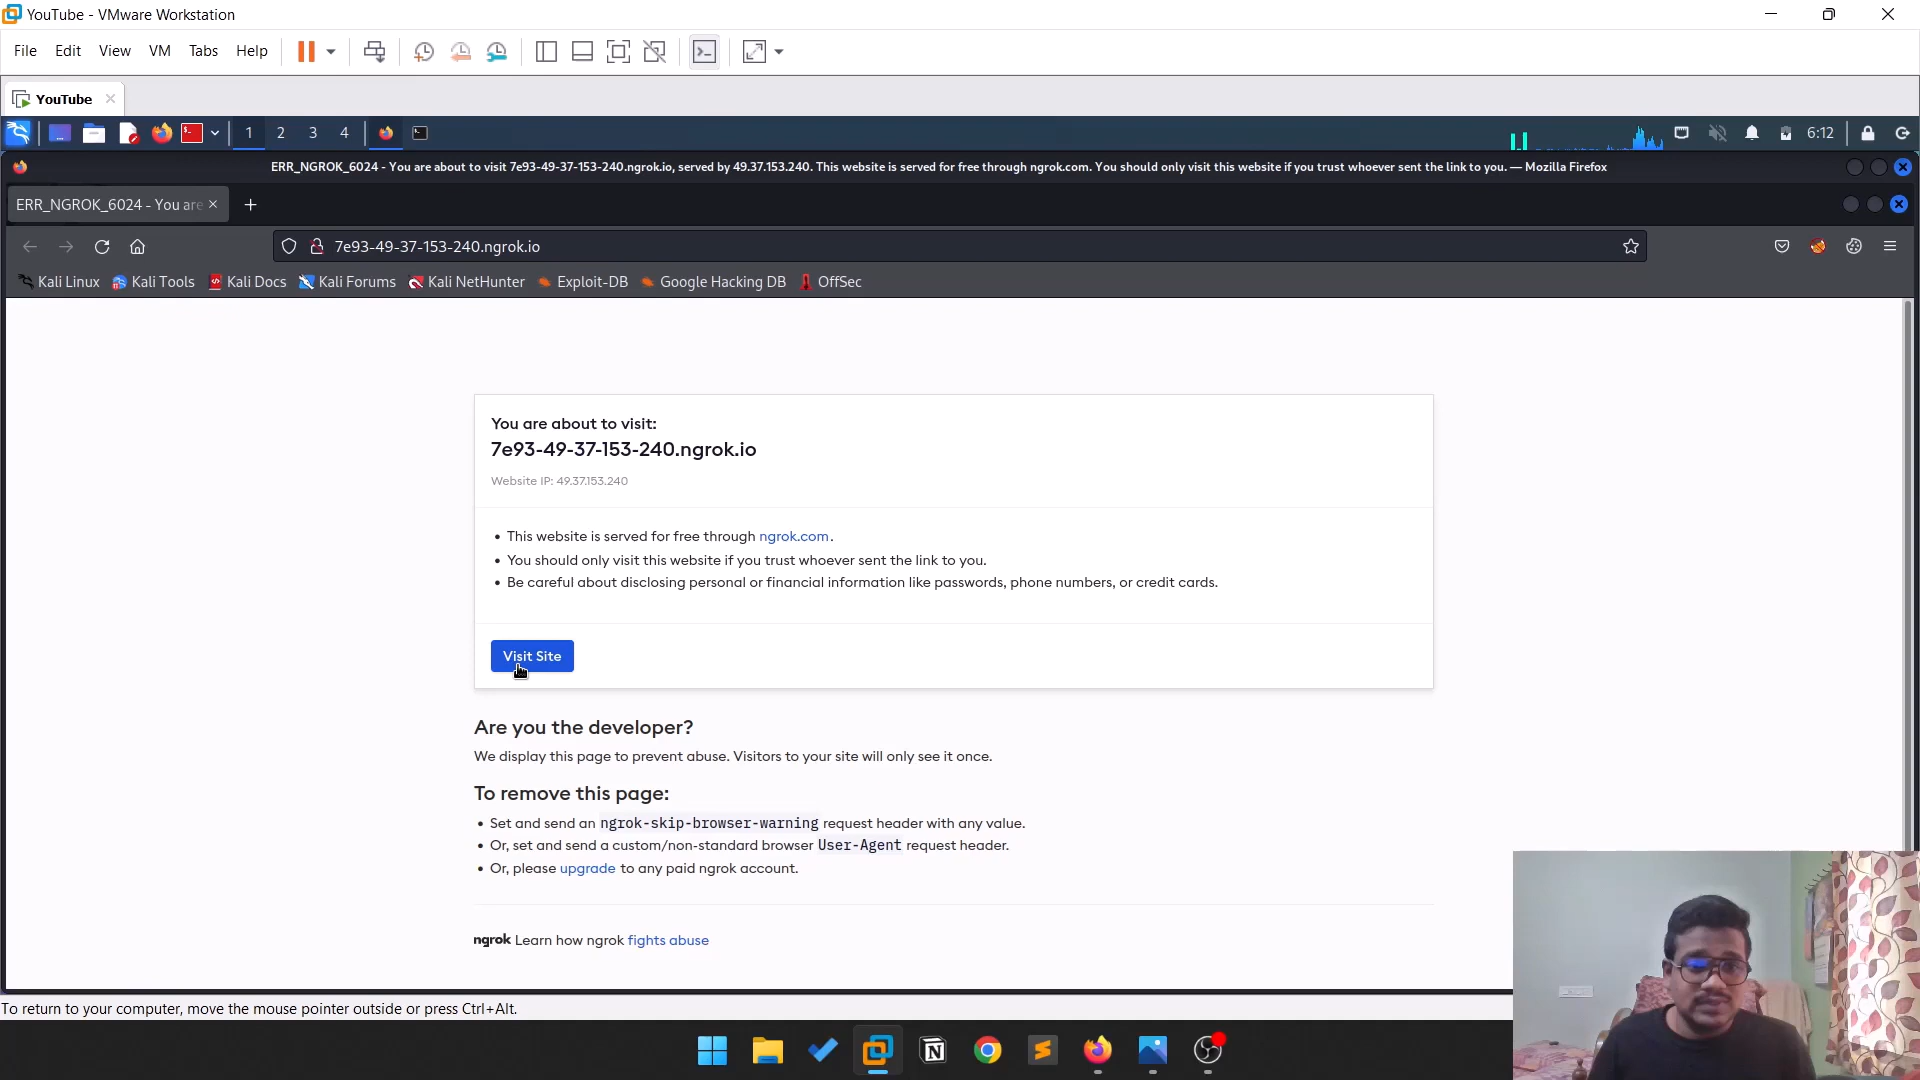 YouTube - VMware Workstation
File Edit View VM Tabs Help
YouTube
1 2 3 4 6:12
ERR_NGROK_6024 - You are about to visit 7e93-49-37-153-240.ngrok.io, served by 49.37.153.240. This website is served for free through ngrok.com. You should only visit this website if you trust whoever sent the link to you. — Mozilla Firefox
ERR_NGROK_6024 - You are
7e93-49-37-153-240.ngrok.io
Kali Linux Kali Tools Kali Docs Kali Forums Kali NetHunter Exploit-DB Google Hacking DB OffSec
You are about to visit:
7e93-49-37-153-240.ngrok.io
Website IP: 49.37.153.240
• This website is served for free through ngrok.com.
• You should only visit this website if you trust whoever sent the link to you.
• Be careful about disclosing personal or financial information like passwords, phone numbers, or credit cards.
Visit Site
Are you the developer?
We display this page to prevent abuse. Visitors to your site will only see it once.
To remove this page:
• Set and send an ngrok-skip-browser-warning request header with any value.
• Or, set and send a custom/non-standard browser User-Agent request header.
• Or, please upgrade to any paid ngrok account.
ngrok Learn how ngrok fights abuse
To return to your computer, move the mouse pointer outside or press Ctrl+Alt.